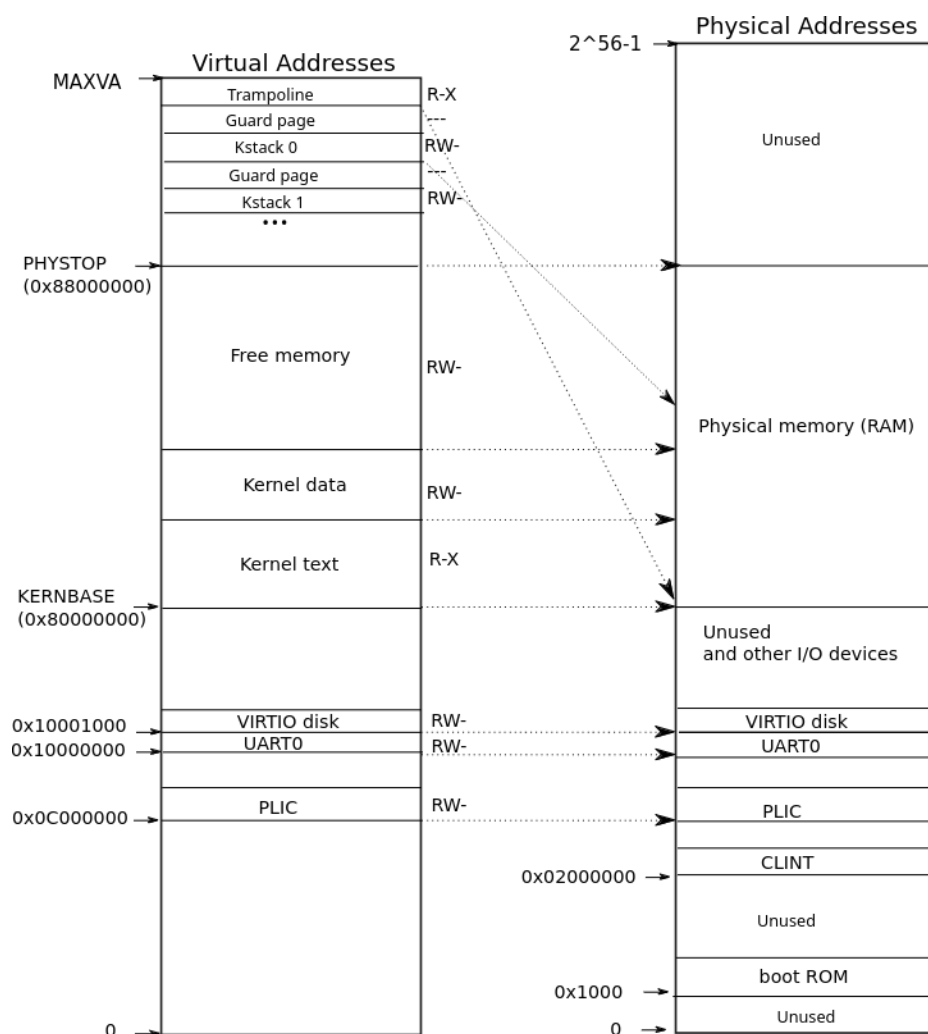 Physical Addresses
2^56-1
Virtual Addresses
MAXVA
Trampoline
R-X
Guard page
---
Unused
Kstack 0
RW-
Guard page
---
Kstack 1
RW-
•••
PHYSTOP
(0x88000000)
Free memory
RW-
Physical memory (RAM)
Kernel data
RW-
Kernel text
R-X
KERNBASE
(0x80000000)
Unused
and other I/O devices
0x10001000
VIRTIO disk
RW-
VIRTIO disk
0x10000000
UART0
RW-
UART0
0x0C000000
PLIC
RW-
PLIC
CLINT
0x02000000
Unused
boot ROM
0x1000
Unused
0
0